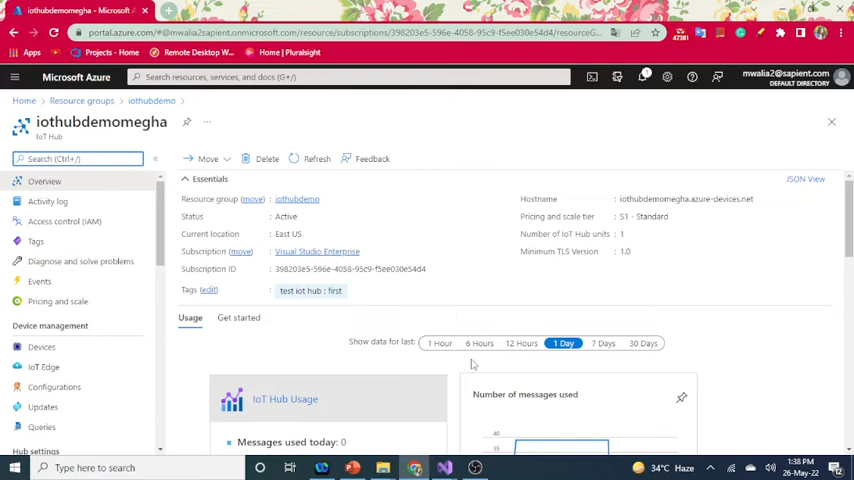 iothubdemomegha - Microsoft Az
portal.azure.com/#@mwalia2sapient.onmicrosoft.com/resource/subscriptions/398203e5-596e-4058-95c9-f5ee030e54d4/resourceG...
47381
Apps
Projects - Home
Remote Desktop W...
Home | Pluralsight
Microsoft Azure
Search resources, services, and docs (G+/)
1
mwalia2@sapient.com
DEFAULT DIRECTORY
Home
Resource groups
iothubdemo
iothubdemomegha
IoT Hub
Search (Ctrl+/)
Overview
Activity log
Access control (IAM)
Tags
Diagnose and solve problems
Events
Pricing and scale
Device management
Devices
IoT Edge
Configurations
Updates
Queries
Hub settings
Move
Delete
Refresh
Feedback
Essentials
JSON View
Resource group (move) : iothubdemo
Status : Active
Current location : East US
Subscription (move) : Visual Studio Enterprise
Subscription ID : 398203e5-596e-4058-95c9-f5ee030e54d4
Tags (edit) : test iot hub : first
Hostname : iothubdemomegha.azure-devices.net
Pricing and scale tier : S1 - Standard
Number of IoT Hub units : 1
Minimum TLS Version : 1.0
Usage
Get started
Show data for last:
1 Hour
6 Hours
12 Hours
1 Day
7 Days
30 Days
IoT Hub Usage
Messages used today: 0
Number of messages used
40
35
Type here to search
34°C Haze
1:38 PM
26-May-22
12